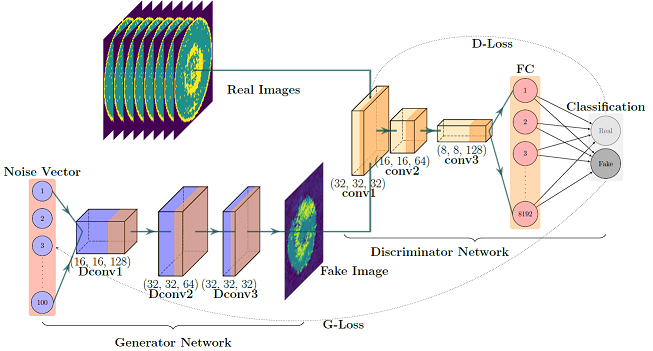 D-Loss
FC
Real Images
1
Classification
2
Real
3
Fake
(32, 32, 32)
conv1
(16, 16, 64)
conv2
(8, 8, 128)
conv3
8192
Discriminator Network
Noise Vector
1
2
3
100
(16, 16, 128)
Dconv1
(32, 32, 64)
Dconv2
(32, 32, 32)
Dconv3
Fake Image
G-Loss
Generator Network